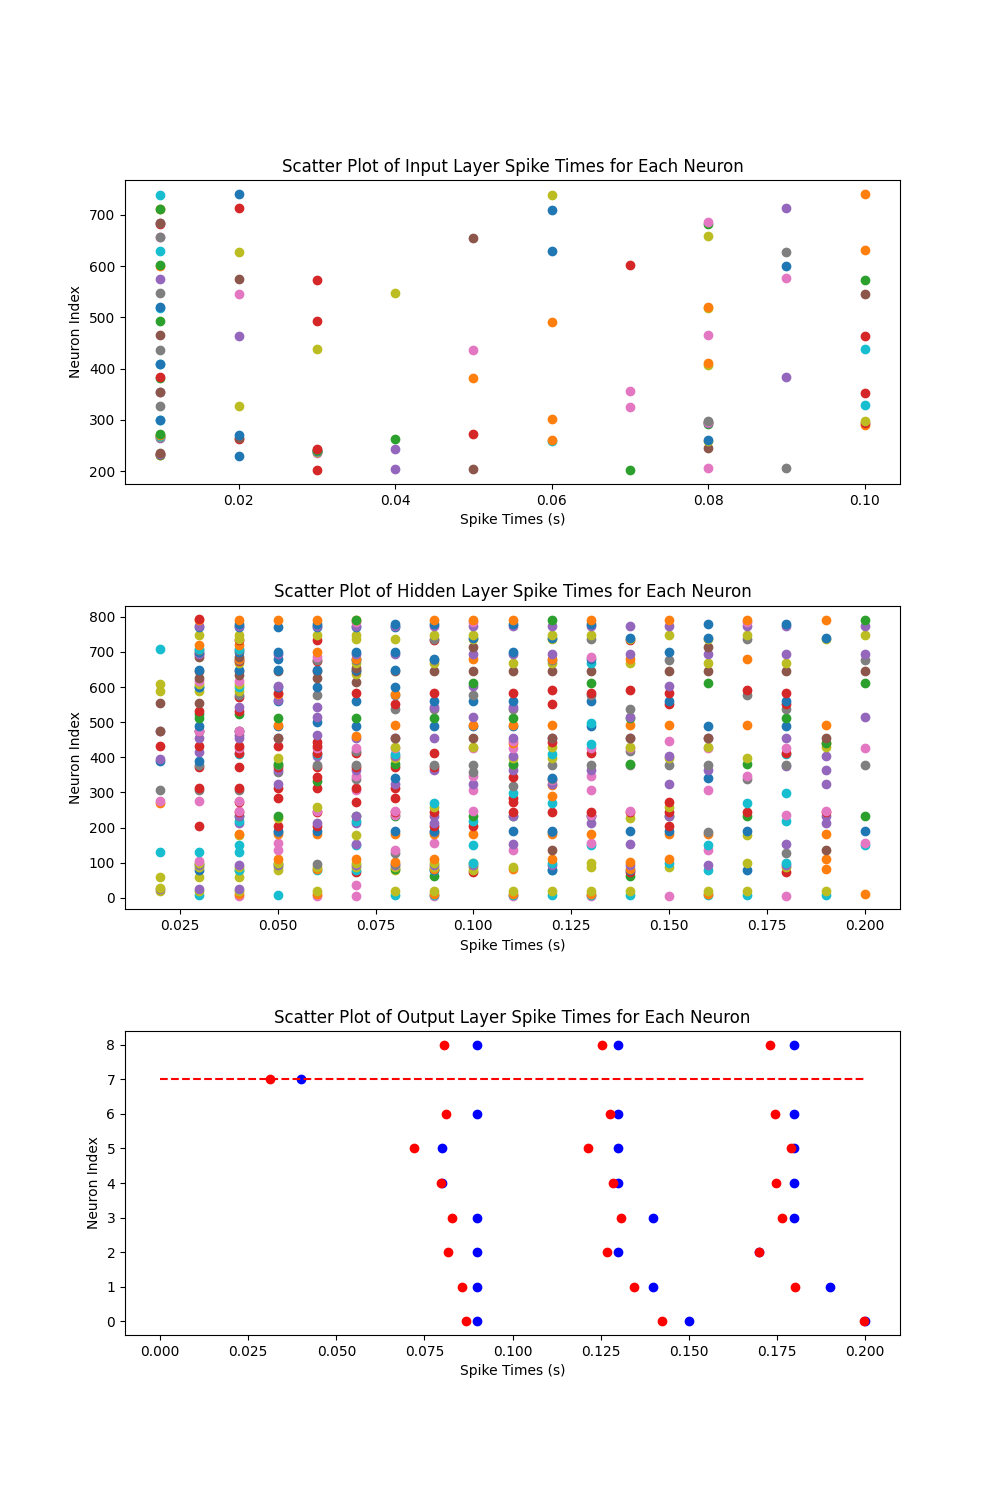 Scatter Plot of Input Layer Spike Times for Each Neuron
Neuron Index
700
600
500
400
300
200
0.02 0.04 0.06 0.08 0.10
Spike Times (s)
Scatter Plot of Hidden Layer Spike Times for Each Neuron
Neuron Index
800
700
600
500
400
300
200
100
0
0.025 0.050 0.075 0.100 0.125 0.150 0.175 0.200
Spike Times (s)
Scatter Plot of Output Layer Spike Times for Each Neuron
Neuron Index
8
7
6
5
4
3
2
1
0
0.000 0.025 0.050 0.075 0.100 0.125 0.150 0.175 0.200
Spike Times (s)